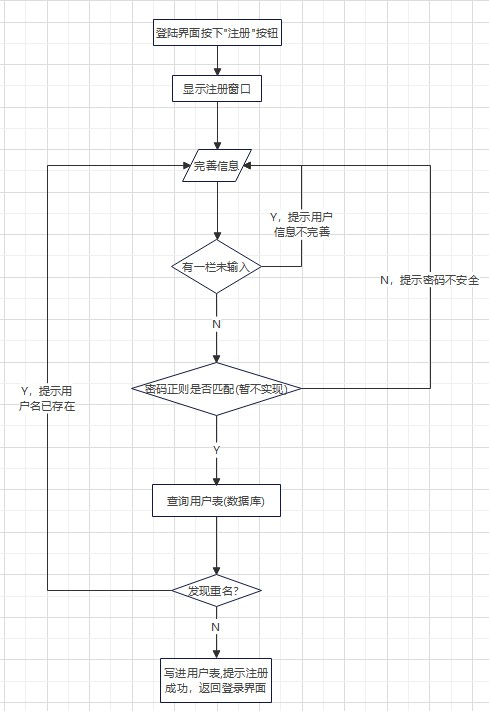 登陆界面按下"注册"按钮
显示注册窗口
完善信息
Y，提示用户
信息不完善
有一栏未输入
N，提示密码不安全
N
密码正则是否匹配(暂不实现)
Y，提示用
户名已存在
Y
查询用户表(数据库)
发现重名？
N
写进用户表,提示注册
成功，返回登录界面